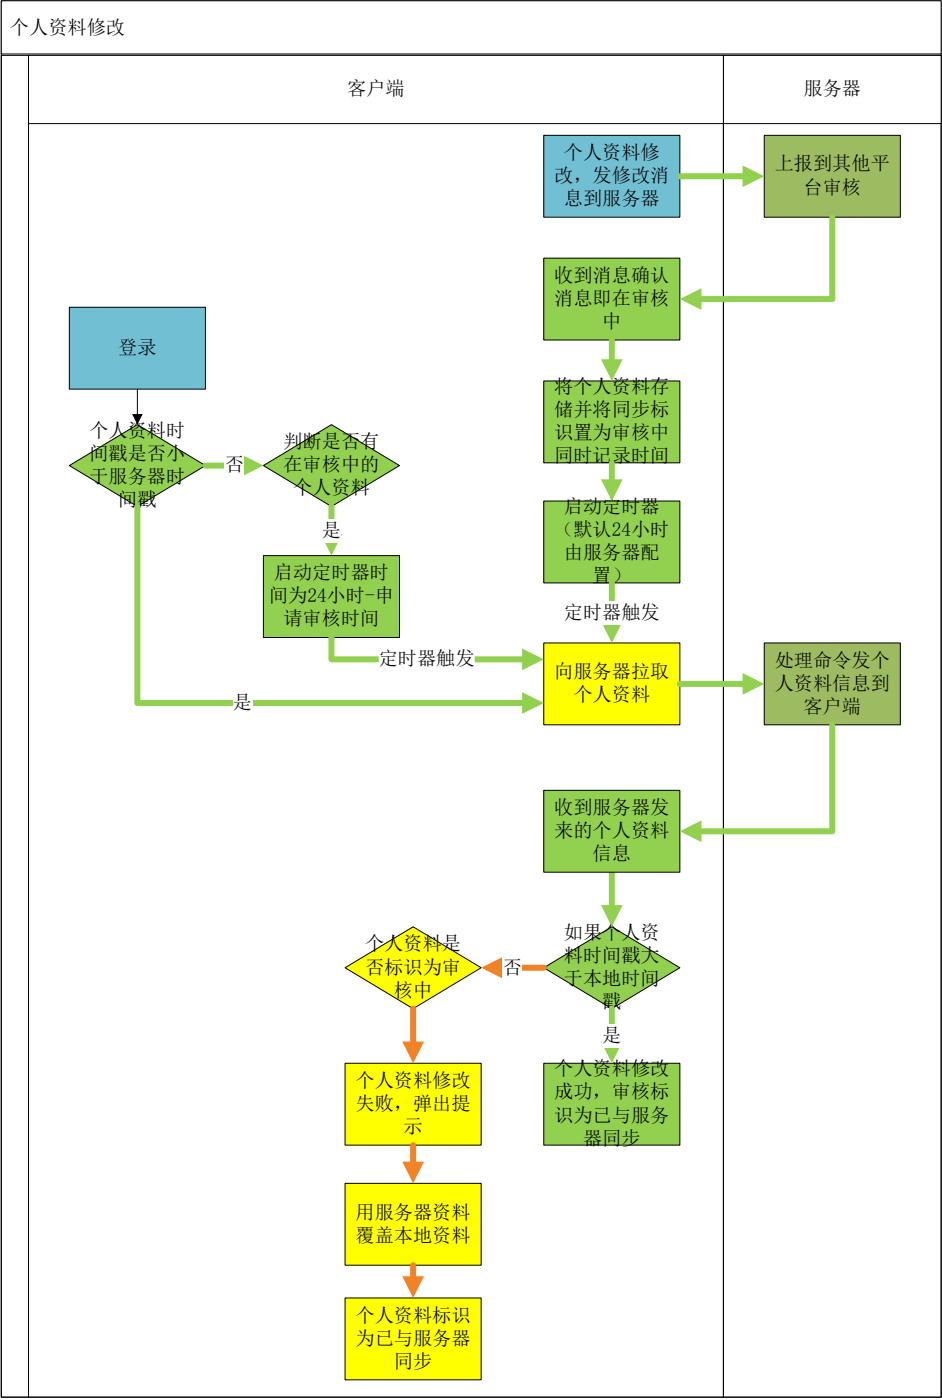 个人资料修改
客户端
服务器
个人资料修
改，发修改消
息到服务器
上报到其他平
台审核
收到消息确认
消息即在审核
中
登录
将个人资料存
储并将同步标
识置为审核中
同时记录时间
个人资料时
间戳是否小
于服务器时
间戳
否
判断是否有
在审核中的
个人资料
是
启动定时器
（默认24小时
由服务器配
置）
启动定时器时
间为24小时-申
请审核时间
定时器触发
定时器触发
向服务器拉取
个人资料
处理命令发个
人资料信息到
客户端
是
收到服务器发
来的个人资料
信息
如果个人资
料时间戳大
于本地时间
戳
否
个人资料是
否标识为审
核中
是
个人资料修改
成功，审核标
识为已与服务
器同步
个人资料修改
失败，弹出提
示
用服务器资料
覆盖本地资料
个人资料标识
为已与服务器
同步